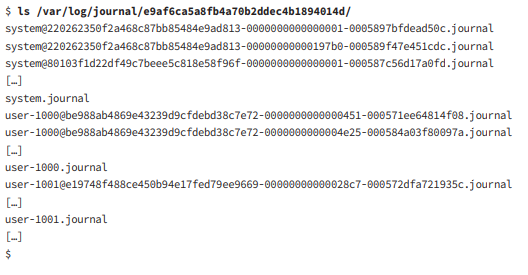 $ ls /var/log/journal/e9af6ca5a8fb4a70b2ddec4b1894014d/
system@220262350f2a468c87bb85484e9ad813-0000000000000001-0005897bfdead50c.journal
system@220262350f2a468c87bb85484e9ad813-00000000000197b0-000589f47e451cdc.journal
system@80103f1d22df49c7beee5c818e58f96f-0000000000000001-000587c56d17a0fd.journal
[…]
system.journal
user-1000@be988ab4869e43239d9cfdebd38c7e72-0000000000000451-000571ee64814f08.journal
user-1000@be988ab4869e43239d9cfdebd38c7e72-0000000000004e25-000584a03f80097a.journal
[…]
user-1000.journal
user-1001@e19748f488ce450b94e17fed79ee9669-00000000000028c7-000572dfa721935c.journal
[…]
user-1001.journal
[…]
$